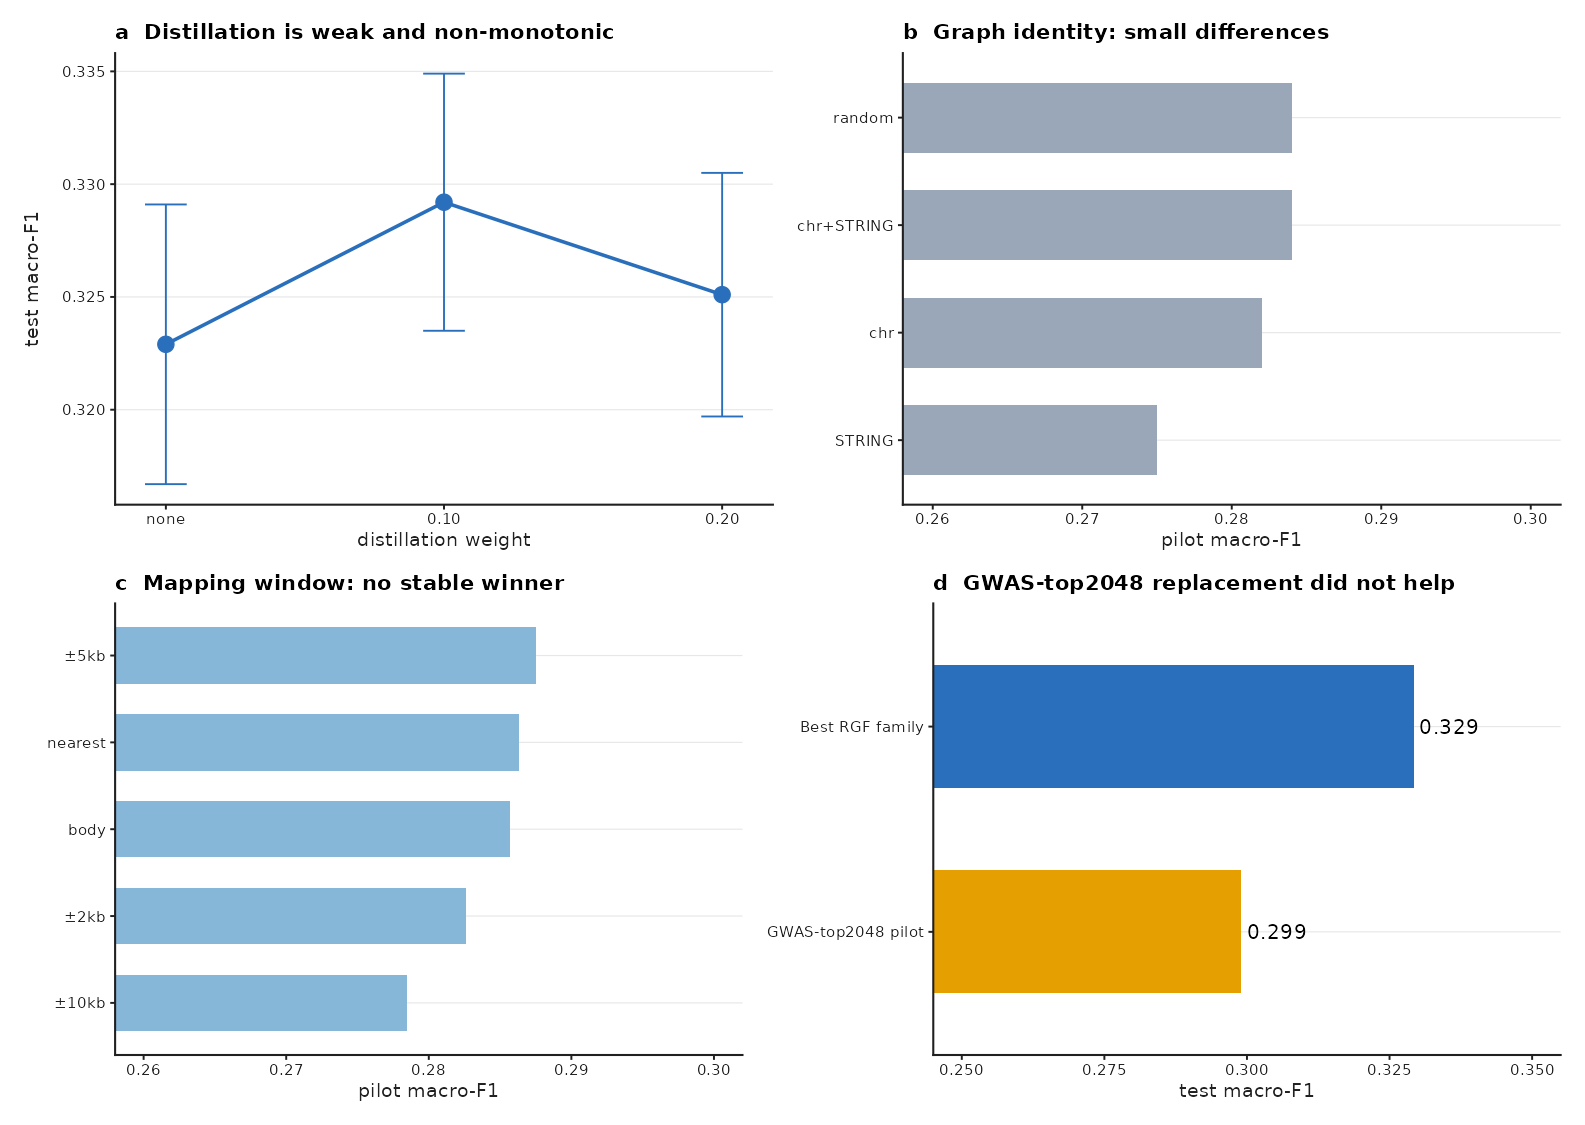 a Distillation is weak and non-monotonic
0.335
0.330
0.325
0.320
test macro-F1
none 0.10 0.20
distillation weight
b Graph identity: small differences
random
chr+STRING
chr
STRING
0.26 0.27 0.28 0.29 0.30
pilot macro-F1
c Mapping window: no stable winner
±5kb
nearest
body
±2kb
±10kb
0.26 0.27 0.28 0.29 0.30
pilot macro-F1
d GWAS-top2048 replacement did not help
Best RGF family 0.329
GWAS-top2048 pilot 0.299
0.250 0.275 0.300 0.325 0.350
test macro-F1